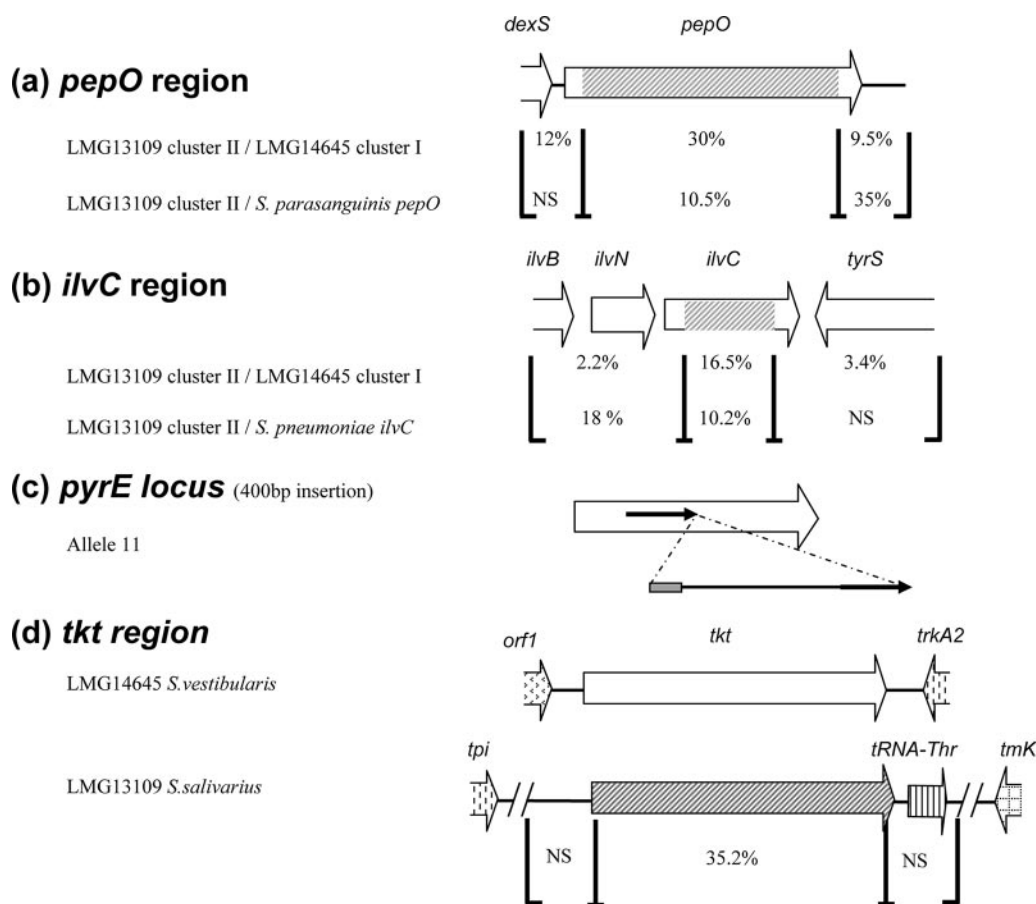 dexS pepO
(a) pepO region
LMG13109 cluster II / LMG14645 cluster I 12% 30% 9.5%
LMG13109 cluster II / S. parasanguinis pepO NS 10.5% 35%
ilvB ilvN ilvC tyrS
(b) ilvC region
LMG13109 cluster II / LMG14645 cluster I 2.2% 16.5% 3.4%
LMG13109 cluster II / S. pneumoniae ilvC 18 % 10.2% NS
(c) pyrE locus (400bp insertion)
Allele 11
(d) tkt region
orf1 tkt trkA2
LMG14645 S.vestibularis
tpi tRNA-Thr tmK
LMG13109 S.salivarius
NS 35.2% NS